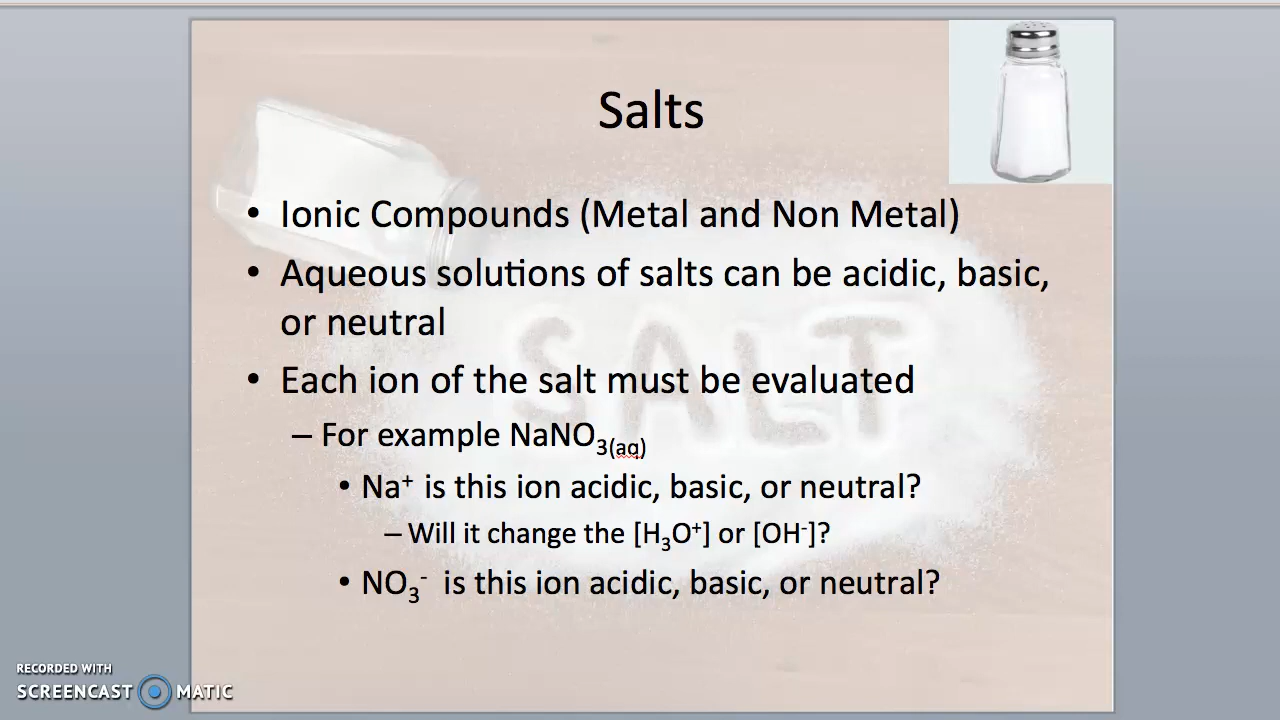 Salts
• Ionic Compounds (Metal and Non Metal)
• Aqueous solutions of salts can be acidic, basic,
or neutral
• Each ion of the salt must be evaluated
– For example NaNO₃₍aq₎
• Na⁺ is this ion acidic, basic, or neutral?
– Will it change the [H₃O⁺] or [OH⁻]?
• NO₃⁻ is this ion acidic, basic, or neutral?
SALT
RECORDED WITH
SCREENCAST MATIC